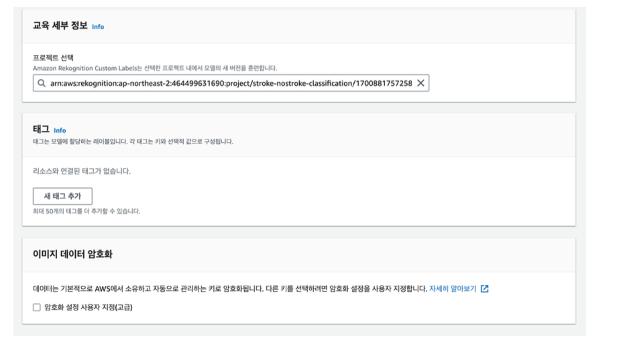 교육 세부 정보 Info
프로젝트 선택
Amazon Rekognition Custom Labels는 선택한 프로젝트 내에서 모델의 새 버전을 훈련합니다.
arn:aws:rekognition:ap-northeast-2:464499631690:project/stroke-nostroke-classification/1700881757258
태그 Info
태그는 모델에 할당하는 레이블입니다. 각 태그는 키와 선택적 값으로 구성됩니다.
리소스와 연결된 태그가 없습니다.
새 태그 추가
최대 50개의 태그를 더 추가할 수 있습니다.
이미지 데이터 암호화
데이터는 기본적으로 AWS에서 소유하고 자동으로 관리하는 키로 암호화됩니다. 다른 키를 선택하려면 암호화 설정을 사용자 지정합니다. 자세히 알아보기
암호화 설정 사용자 지정(고급)